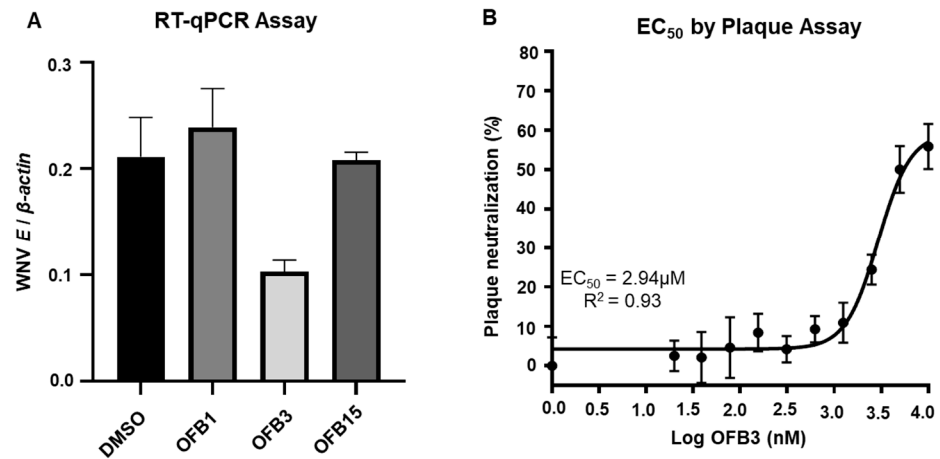 A
RT-qPCR Assay
WNV E / β-actin
0.3
0.2
0.1
0.0
DMSO
OFB1
OFB3
OFB15
B
EC₅₀ by Plaque Assay
Plaque neutralization (%)
80
70
60
50
40
30
20
10
0
EC₅₀ = 2.94μM
R² = 0.93
0.0 0.5 1.0 1.5 2.0 2.5 3.0 3.5 4.0
Log OFB3 (nM)